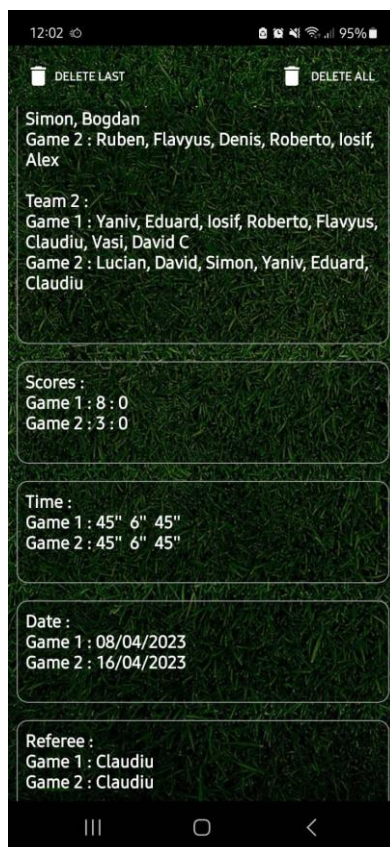 12:02 95%
DELETE LAST DELETE ALL
Simon, Bogdan
Game 2 : Ruben, Flavyus, Denis, Roberto, Iosif,
Alex
Team 2 :
Game 1 : Yaniv, Eduard, Iosif, Roberto, Flavyus,
Claudiu, Vasi, David C
Game 2 : Lucian, David, Simon, Yaniv, Eduard,
Claudiu
Scores :
Game 1 : 8 : 0
Game 2 : 3 : 0
Time :
Game 1 : 45" 6" 45"
Game 2 : 45" 6" 45"
Date :
Game 1 : 08/04/2023
Game 2 : 16/04/2023
Referee :
Game 1 : Claudiu
Game 2 : Claudiu